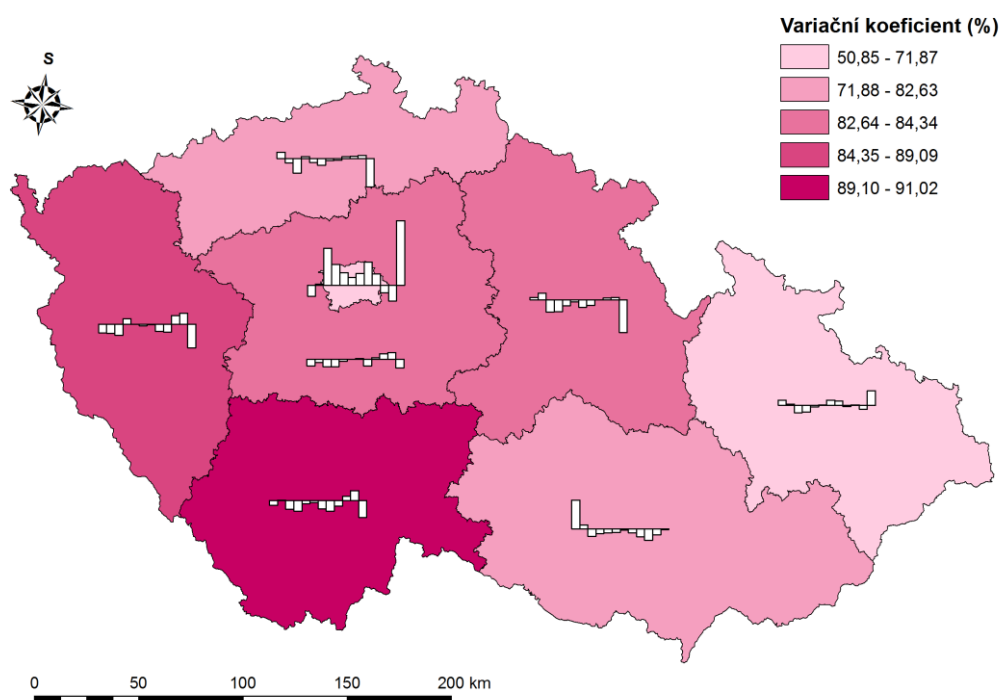 Variační koeficient (%)
50,85 - 71,87
71,88 - 82,63
82,64 - 84,34
84,35 - 89,09
89,10 - 91,02
S
0 50 100 150 200 km